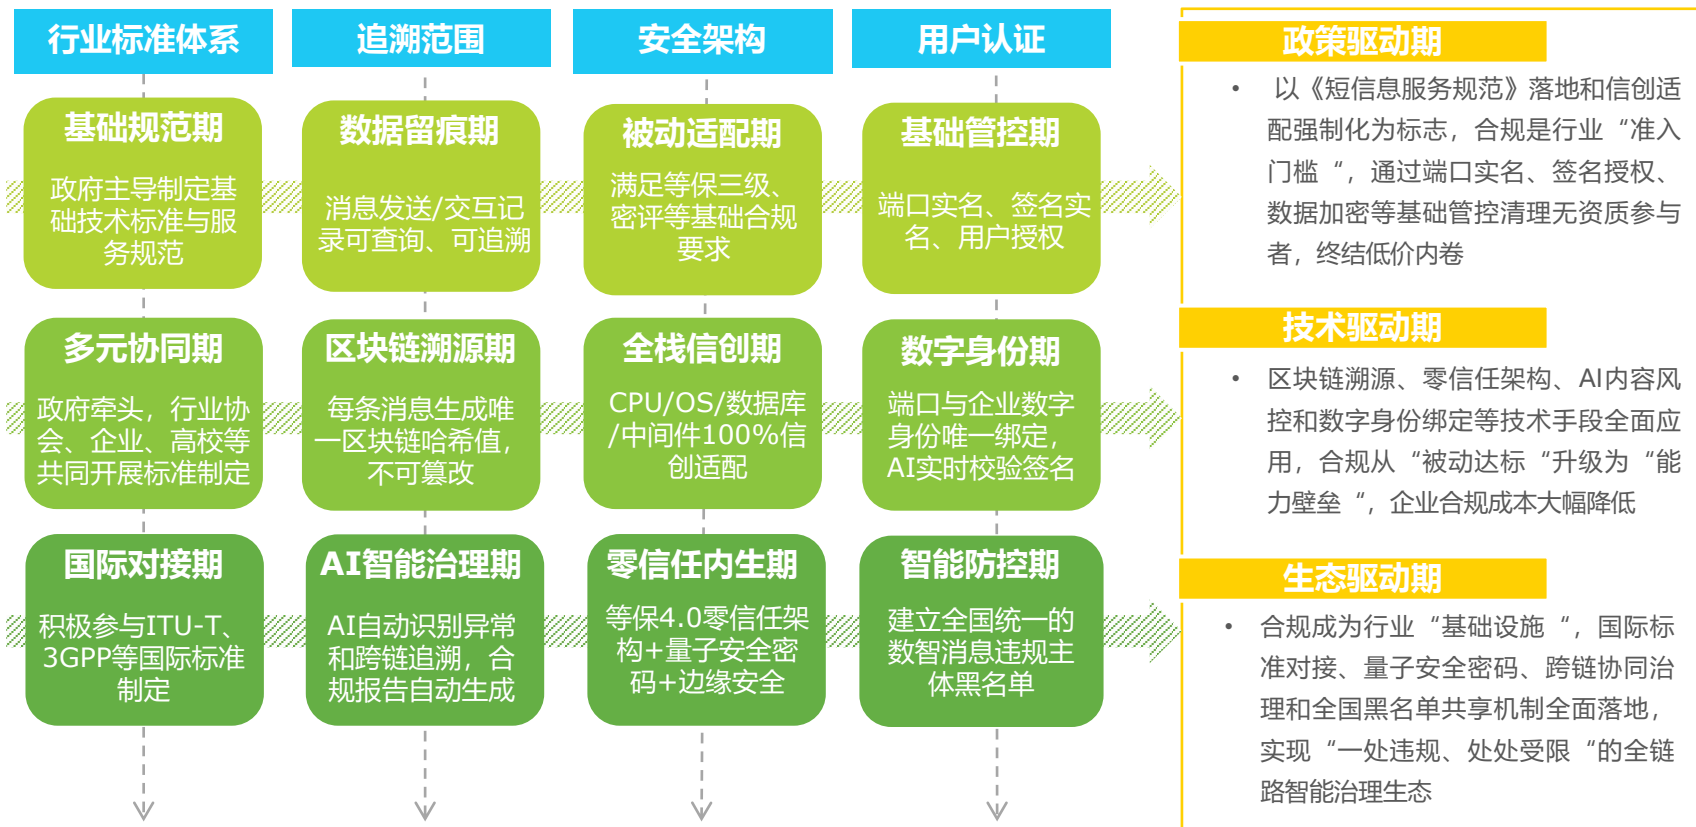 行业标准体系
追溯范围
安全架构
用户认证
基础规范期
政府主导制定基
础技术标准与服
务规范
数据留痕期
消息发送/交互记
录可查询、可追溯
被动适配期
满足等保三级、
密评等基础合规
要求
基础管控期
端口实名、签名实
名、用户授权
政策驱动期
• 以《短信息服务规范》落地和信创适
配强制化为标志，合规是行业“准入
门槛“，通过端口实名、签名授权、
数据加密等基础管控清理无资质参与
者，终结低价内卷
多元协同期
政府牵头，行业协
会、企业、高校等
共同开展标准制定
区块链溯源期
每条消息生成唯
一区块链哈希值，
不可篡改
全栈信创期
CPU/OS/数据库
/中间件100%信
创适配
数字身份期
端口与企业数字
身份唯一绑定，
AI实时校验签名
技术驱动期
• 区块链溯源、零信任架构、AI内容风
控和数字身份绑定等技术手段全面应
用，合规从“被动达标“升级为“能
力壁垒“，企业合规成本大幅降低
国际对接期
积极参与ITU-T、
3GPP等国际标准
制定
AI智能治理期
AI自动识别异常
和跨链追溯，合
规报告自动生成
零信任内生期
等保4.0零信任架
构+量子安全密
码+边缘安全
智能防控期
建立全国统一的
数智消息违规主
体黑名单
生态驱动期
• 合规成为行业“基础设施“，国际标
准对接、量子安全密码、跨链协同治
理和全国黑名单共享机制全面落地，
实现“一处违规、处处受限“的全链
路智能治理生态